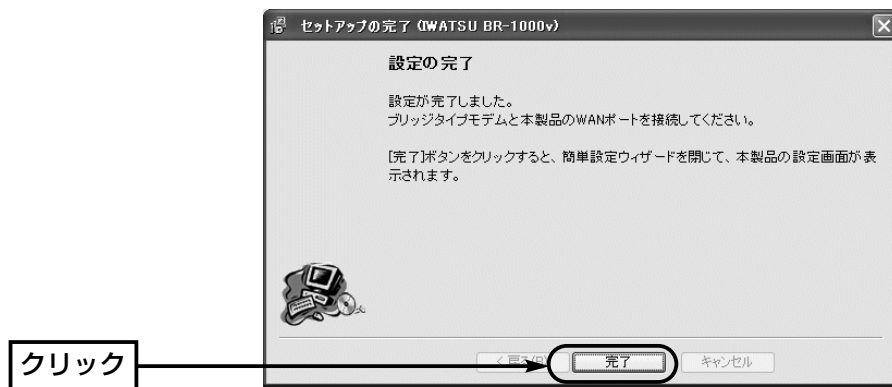 セットアップの完了 (IWATSU BR-1000v)
設定の完了
設定が完了しました。
ブリッジタイプモデムと本製品のWANポートを接続してください。
[完了]ボタンをクリックすると、簡単設定ウィザードを閉じて、本製品の設定画面が表
示されます。
クリック
< 戻る(B)
完了
キャンセル